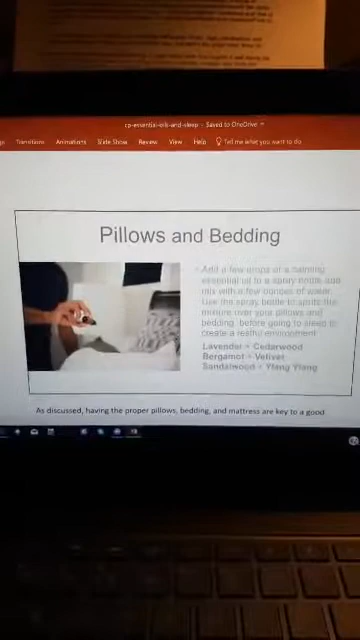 cp-essential-oils-and-sleep - Saved to OneDrive
Transitions Animations Slide Show Review View Help Tell me what you want to do
Pillows and Bedding
Add a few drops of a calming
essential oil to a spray bottle and
mix with a few ounces of water.
Use the spray bottle to spritz the
mixture over your pillows and
bedding, before going to sleep to
create a restful environment.
Lavender + Cedarwood
Bergamot + Vetiver
Sandalwood + Ylang Ylang
As discussed, having the proper pillows, bedding, and mattress are key to a good